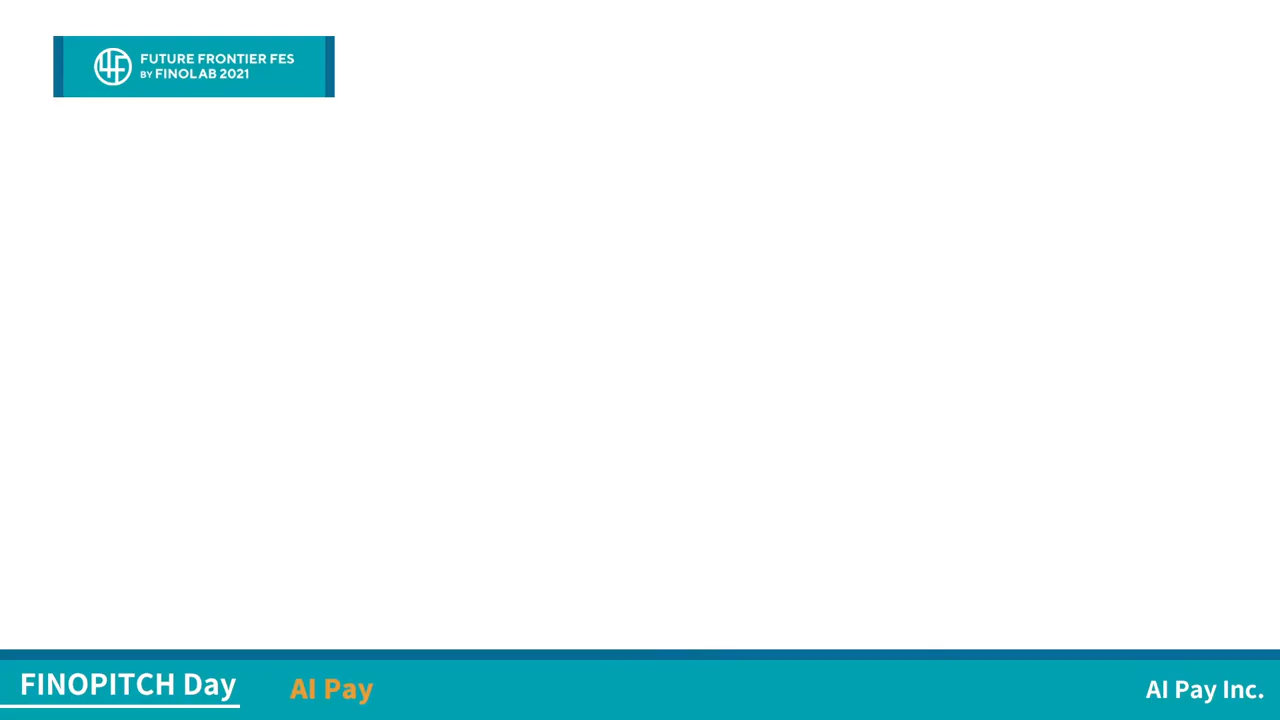 FUTURE FRONTIER FES
BY FINOLAB 2021
FINOPITCH Day
AI Pay
AI Pay Inc.